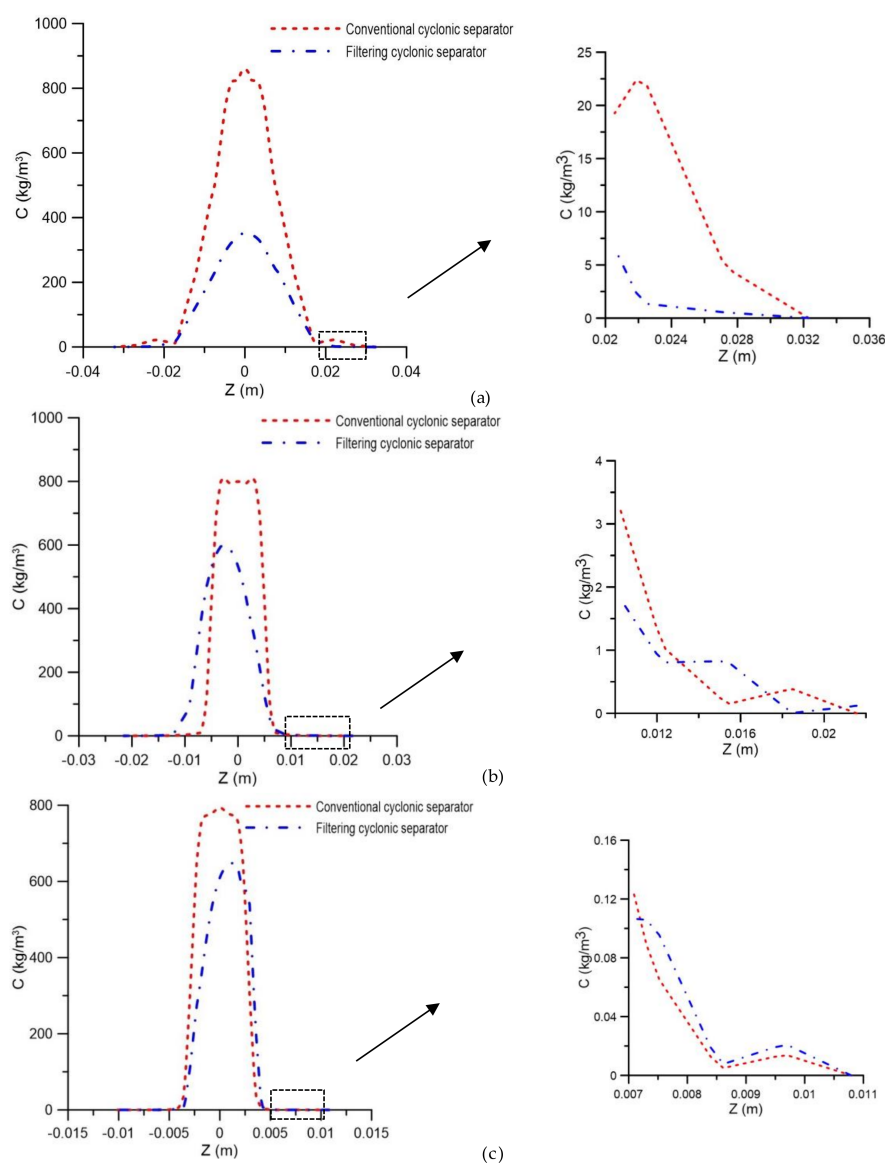 1000
800
600
400
200
0
C (kg/m³)
Conventional cyclonic separator
Filtering cyclonic separator
-0.04 -0.02 0 0.02 0.04
Z (m)
25
20
15
10
5
0
C (kg/m3)
0.02 0.024 0.028 0.032 0.036
Z (m)
(a)
1000
800
600
400
200
0
C (kg/m³)
Conventional cyclonic separator
Filtering cyclonic separator
-0.03 -0.02 -0.01 0 0.01 0.02 0.03
Z (m)
4
3
2
1
0
C (kg/m3)
0.012 0.016 0.02
Z (m)
(b)
800
600
400
200
0
C (kg/m³)
Conventional cyclonic separator
Filtering cyclonic separator
-0.015 -0.01 -0.005 0 0.005 0.01 0.015
Z (m)
0.16
0.12
0.08
0.04
0
C (kg/m3)
0.007 0.008 0.009 0.01 0.011
Z (m)
(c)